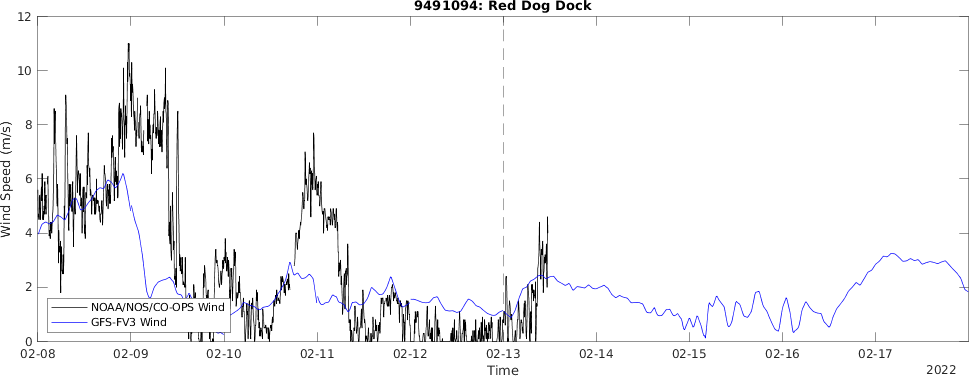 9491094: Red Dog Dock
12
10
8
6
4
2
0
Wind Speed (m/s)
NOAA/NOS/CO-OPS Wind
GFS-FV3 Wind
02-08 02-09 02-10 02-11 02-12 02-13 02-14 02-15 02-16 02-17
Time
2022